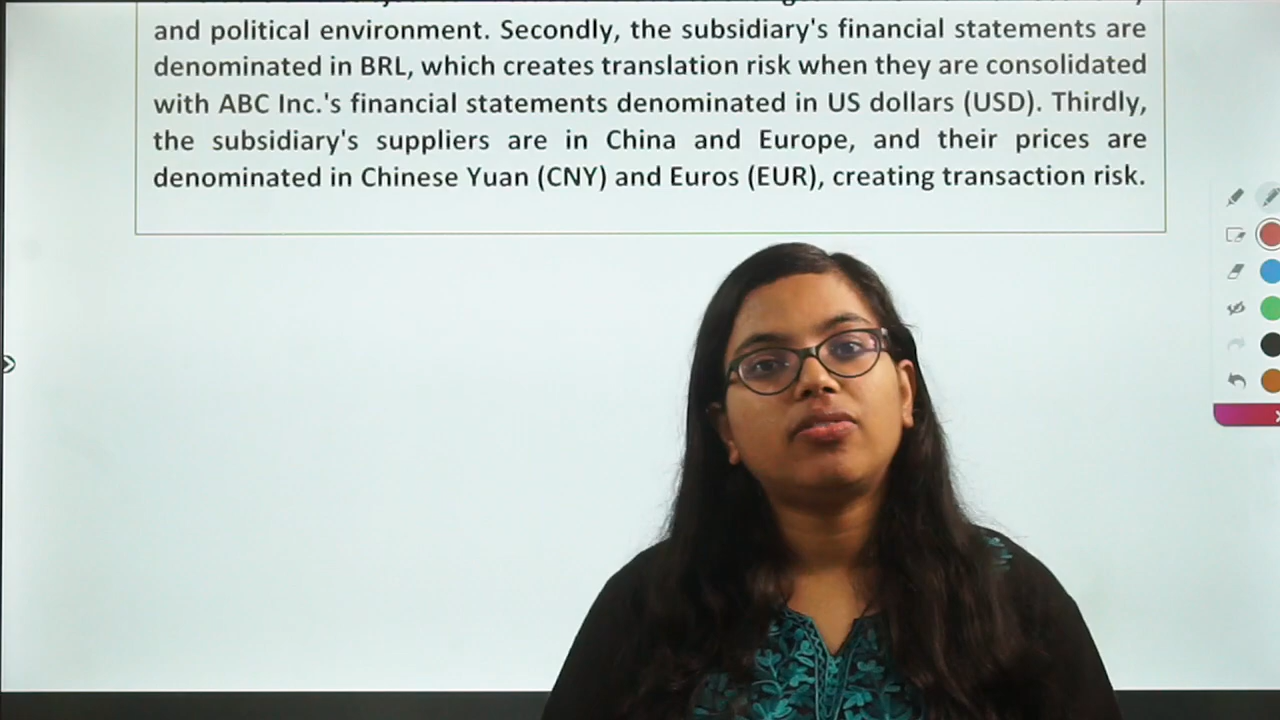 and political environment. Secondly, the subsidiary's financial statements are
denominated in BRL, which creates translation risk when they are consolidated
with ABC Inc.'s financial statements denominated in US dollars (USD). Thirdly,
the subsidiary's suppliers are in China and Europe, and their prices are
denominated in Chinese Yuan (CNY) and Euros (EUR), creating transaction risk.